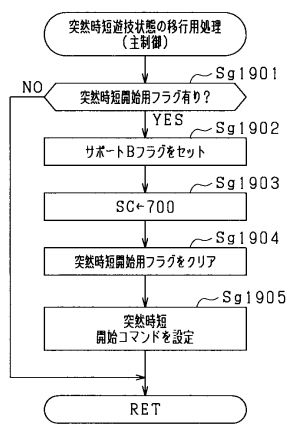 突然時短遊技状態の移行用処理
(主制御)
Sg1901
NO
突然時短開始用フラグ有り?
YES
Sg1902
サポートBフラグをセット
Sg1903
SC←700
Sg1904
突然時短開始用フラグをクリア
Sg1905
突然時短
開始コマンドを設定
RET